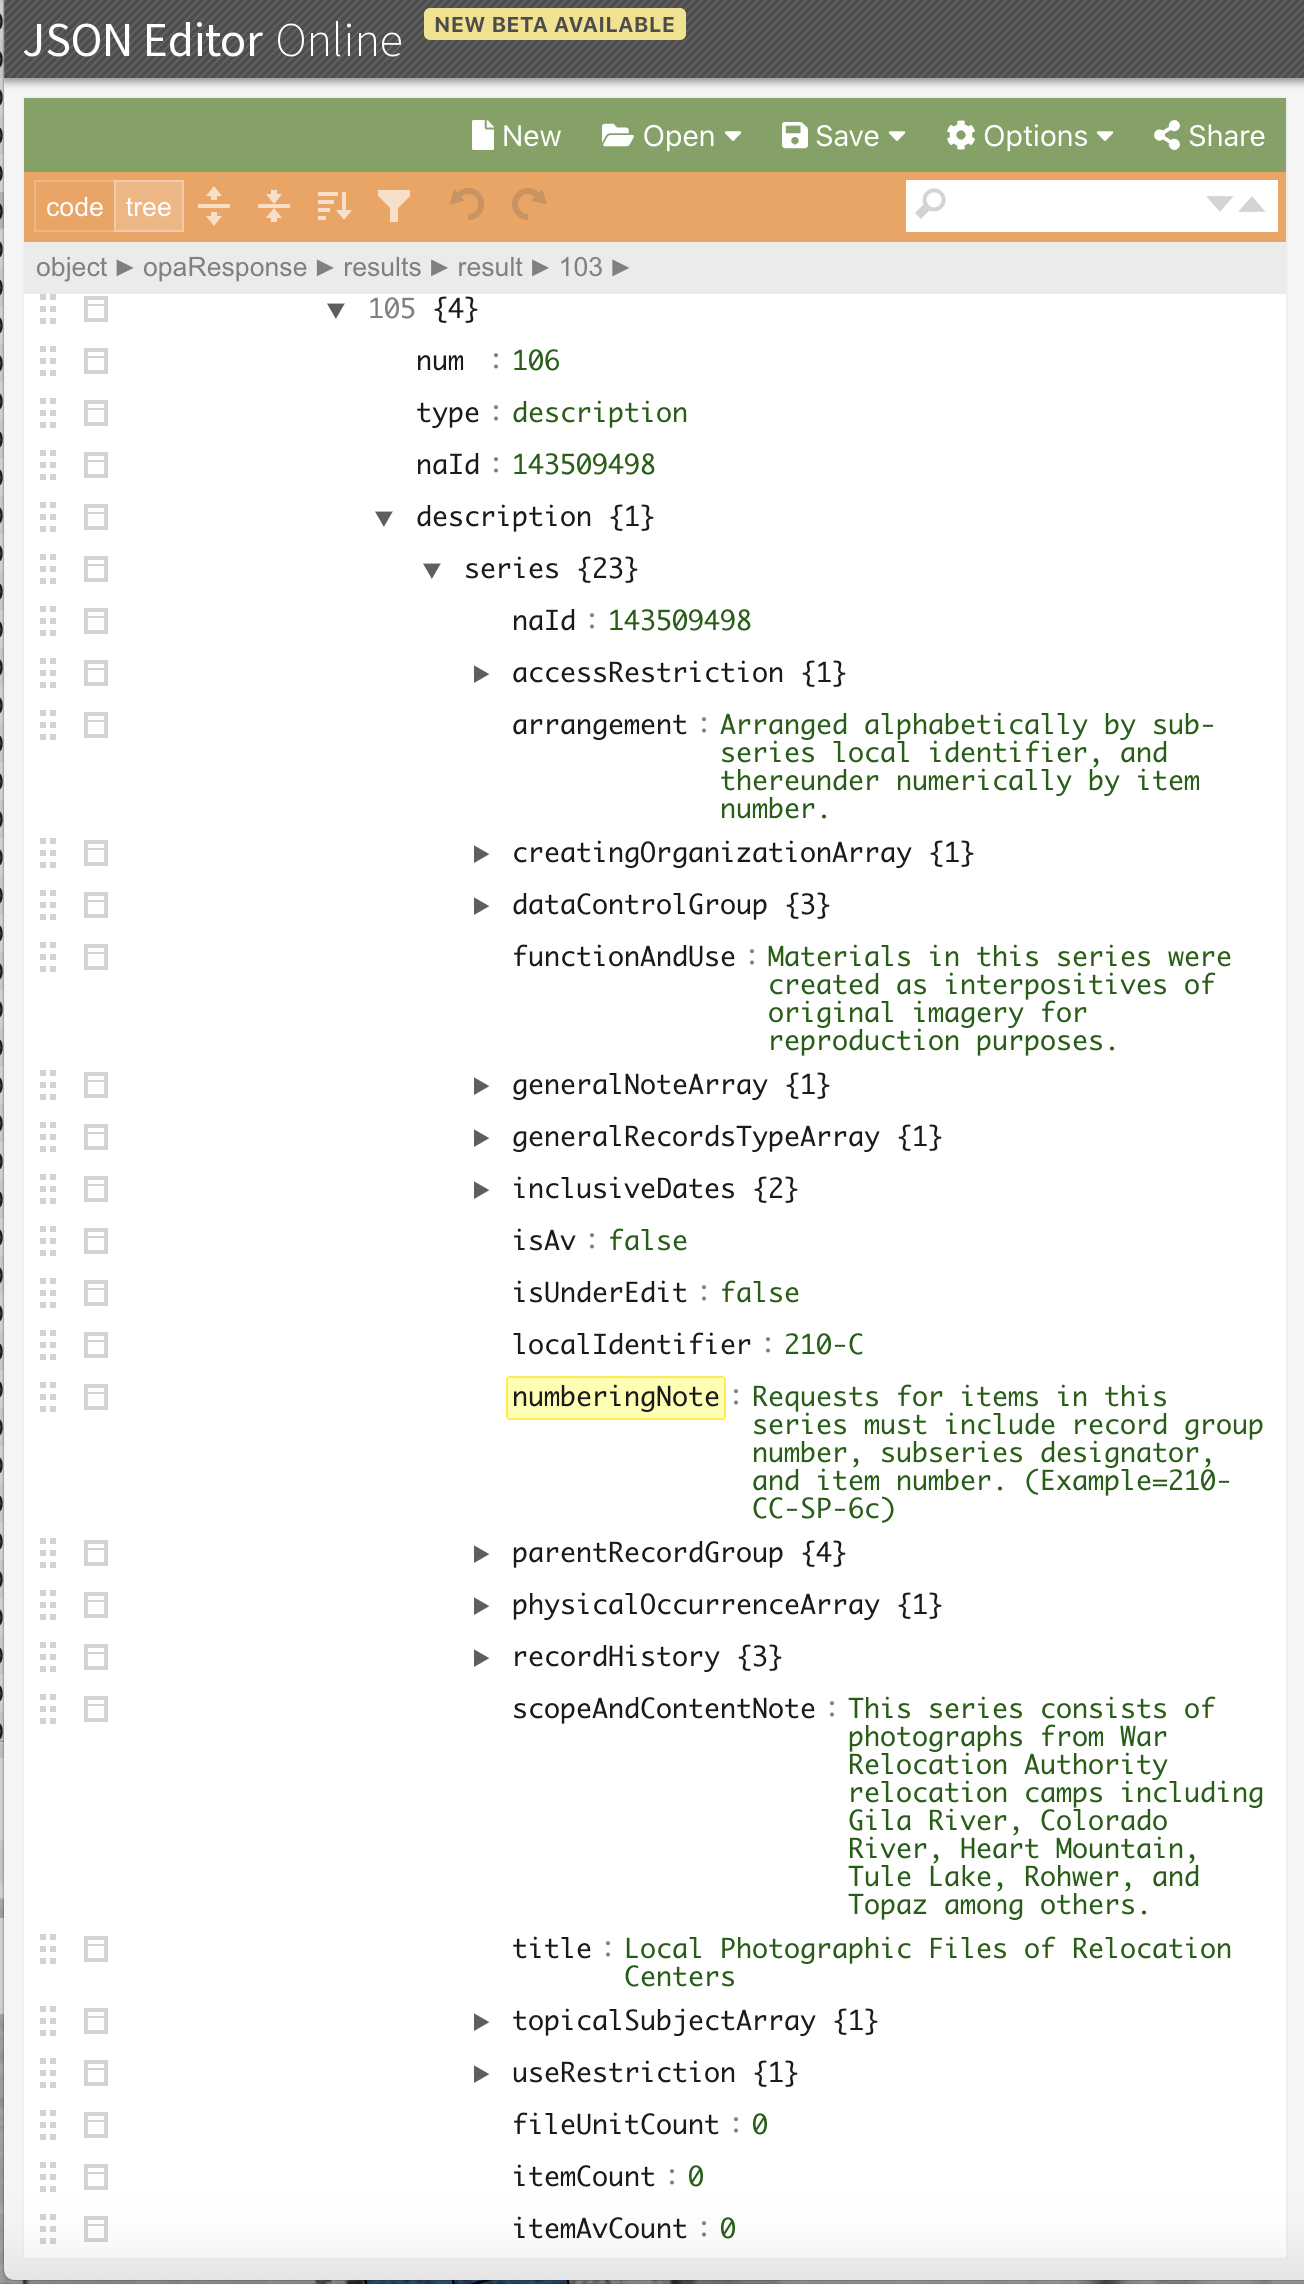 JSON Editor Online NEW BETA AVAILABLE
New Open Save Options Share
code tree
object ► opaResponse ► results ► result ► 103 ►
105 {4}
num : 106
type : description
naId : 143509498
description {1}
series {23}
naId : 143509498
accessRestriction {1}
arrangement : Arranged alphabetically by sub-
series local identifier, and
thereunder numerically by item
number.
creatingOrganizationArray {1}
dataControlGroup {3}
functionAndUse : Materials in this series were
created as interpositives of
original imagery for
reproduction purposes.
generalNoteArray {1}
generalRecordsTypeArray {1}
inclusiveDates {2}
isAv : false
isUnderEdit : false
localIdentifier : 210-C
numberingNote : Requests for items in this
series must include record group
number, subseries designator,
and item number. (Example=210-
CC-SP-6c)
parentRecordGroup {4}
physicalOccurrenceArray {1}
recordHistory {3}
scopeAndContentNote : This series consists of
photographs from War
Relocation Authority
relocation camps including
Gila River, Colorado
River, Heart Mountain,
Tule Lake, Rohwer, and
Topaz among others.
title : Local Photographic Files of Relocation
Centers
topicalSubjectArray {1}
useRestriction {1}
fileUnitCount : 0
itemCount : 0
itemAvCount : 0